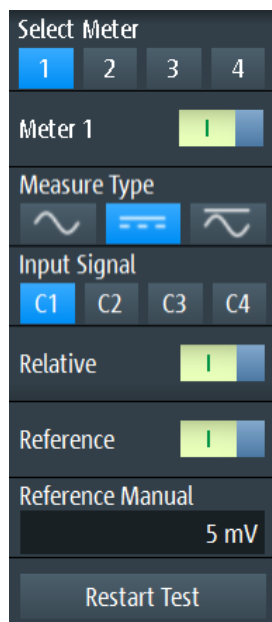 Select Meter
1 2 3 4
Meter 1
Measure Type
Input Signal
C1 C2 C3 C4
Relative
Reference
Reference Manual
5 mV
Restart Test